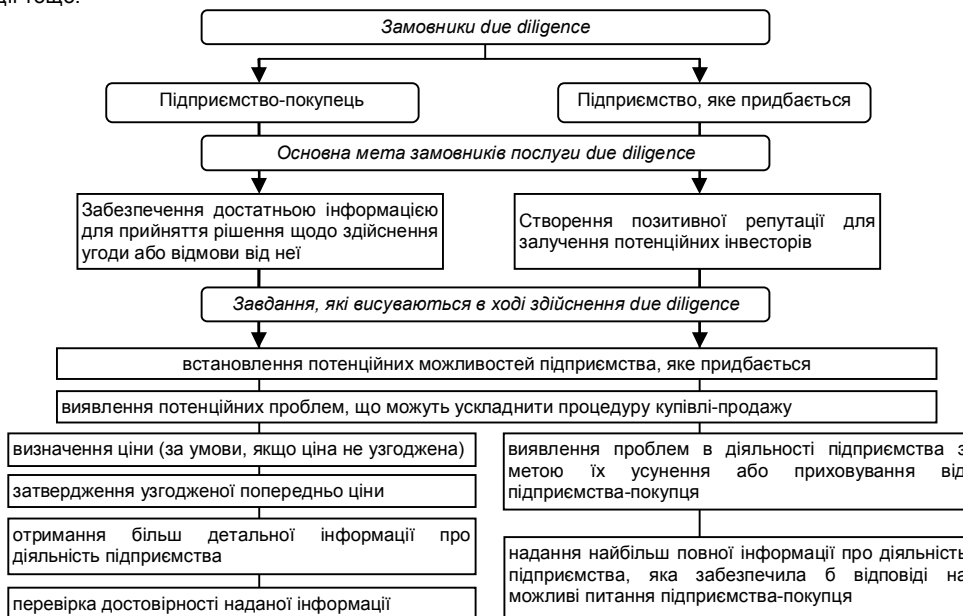 ції тощо.
Замовники due diligence
Підприємство-покупець
Підприємство, яке придбається
Основна мета замовників послуги due diligence
Забезпечення достатньою інформацією
для прийняття рішення щодо здійснення
угоди або відмови від неї
Створення позитивної репутації для
залучення потенційних інвесторів
Завдання, які висуваються в ході здійснення due diligence
встановлення потенційних можливостей підприємства, яке придбається
виявлення потенційних проблем, що можуть ускладнити процедуру купівлі-продажу
визначення ціни (за умови, якщо ціна не узгоджена)
затвердження узгодженої попередньо ціни
отримання більш детальної інформації про
діяльність підприємства
перевірка достовірності наданої інформації
виявлення проблем в діяльності підприємства з
метою їх усунення або приховування від
підприємства-покупця
надання найбільш повної інформації про діяльність
підприємства, яка забезпечила б відповіді на
можливі питання підприємства-покупця